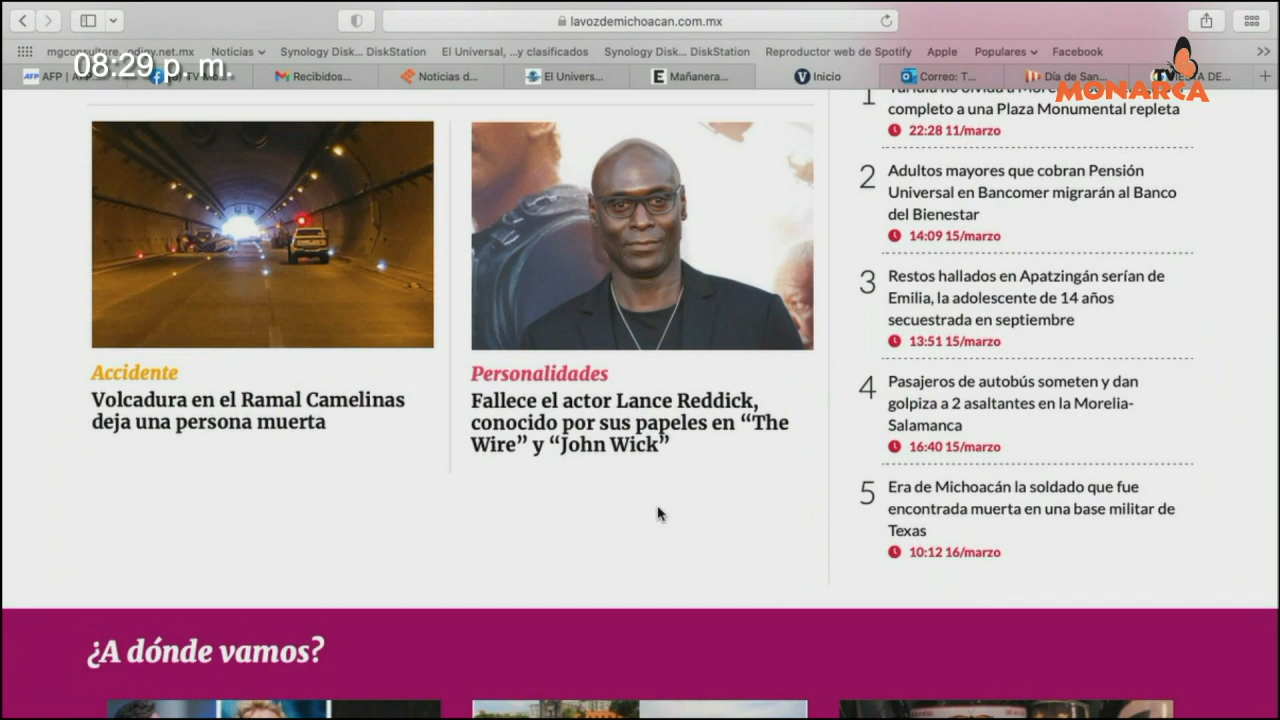 lavozdemichoacan.com.mx
Noticias
Synology Disk... DiskStation
El Universal, ...y clasificados
Synology Disk... DiskStation
Reproductor web de Spotify
Apple
Populares
Facebook
08:29 p. m.
AFP
Recibidos...
Noticias d...
El Univers...
Mañanera...
Inicio
Correo: T...
Día de San...
TV
MONARCA
1
completo a una Plaza Monumental repleta
22:28 11/marzo
2
Adultos mayores que cobran Pensión
Universal en Bancomer migrarán al Banco
del Bienestar
14:09 15/marzo
3
Restos hallados en Apatzingán serían de
Emilia, la adolescente de 14 años
secuestrada en septiembre
13:51 15/marzo
4
Pasajeros de autobús someten y dan
golpiza a 2 asaltantes en la Morelia-
Salamanca
16:40 15/marzo
5
Era de Michoacán la soldado que fue
encontrada muerta en una base militar de
Texas
10:12 16/marzo
Accidente
Volcadura en el Ramal Camelinas
deja una persona muerta
Personalidades
Fallece el actor Lance Reddick,
conocido por sus papeles en “The
Wire” y “John Wick”
¿A dónde vamos?